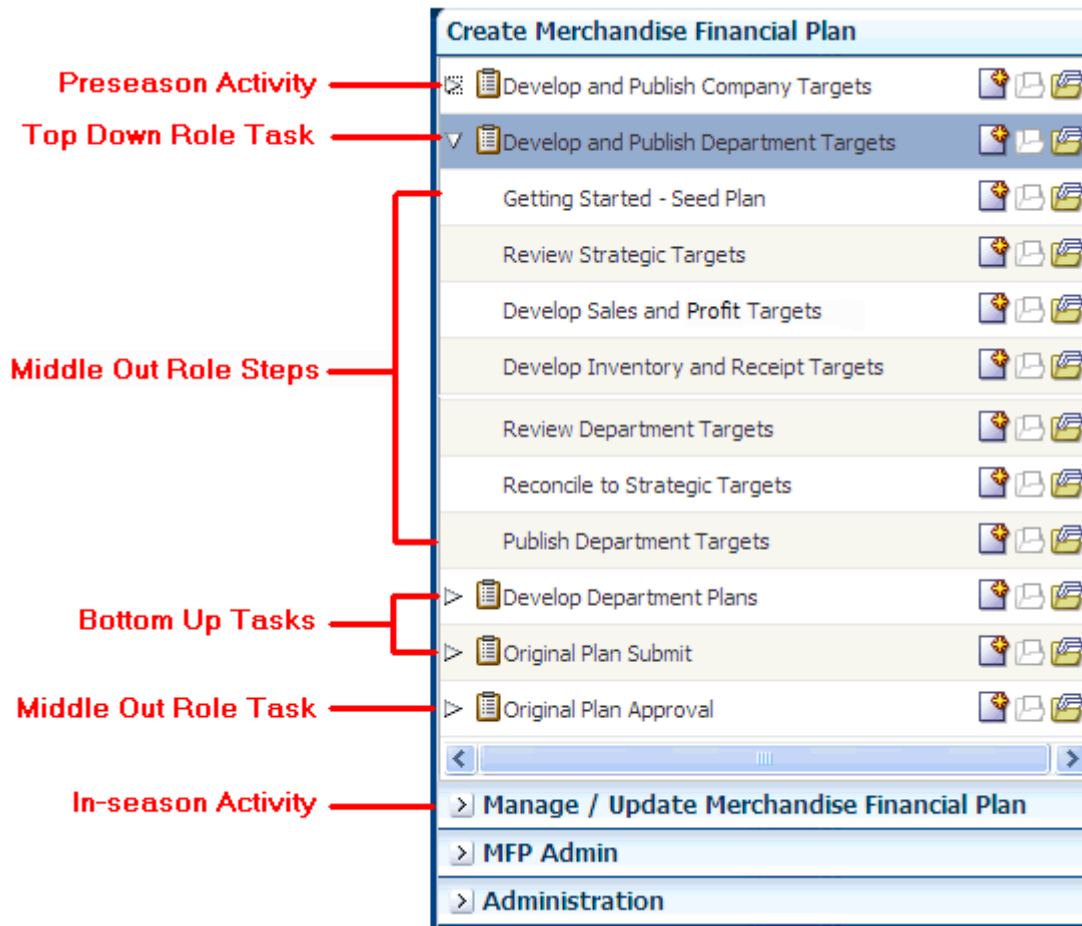 Create Merchandise Financial Plan
Preseason Activity
Develop and Publish Company Targets
Top Down Role Task
Develop and Publish Department Targets
Getting Started - Seed Plan
Review Strategic Targets
Develop Sales and Profit Targets
Middle Out Role Steps
Develop Inventory and Receipt Targets
Review Department Targets
Reconcile to Strategic Targets
Publish Department Targets
Bottom Up Tasks
Develop Department Plans
Original Plan Submit
Middle Out Role Task
Original Plan Approval
In-season Activity
Manage / Update Merchandise Financial Plan
MFP Admin
Administration